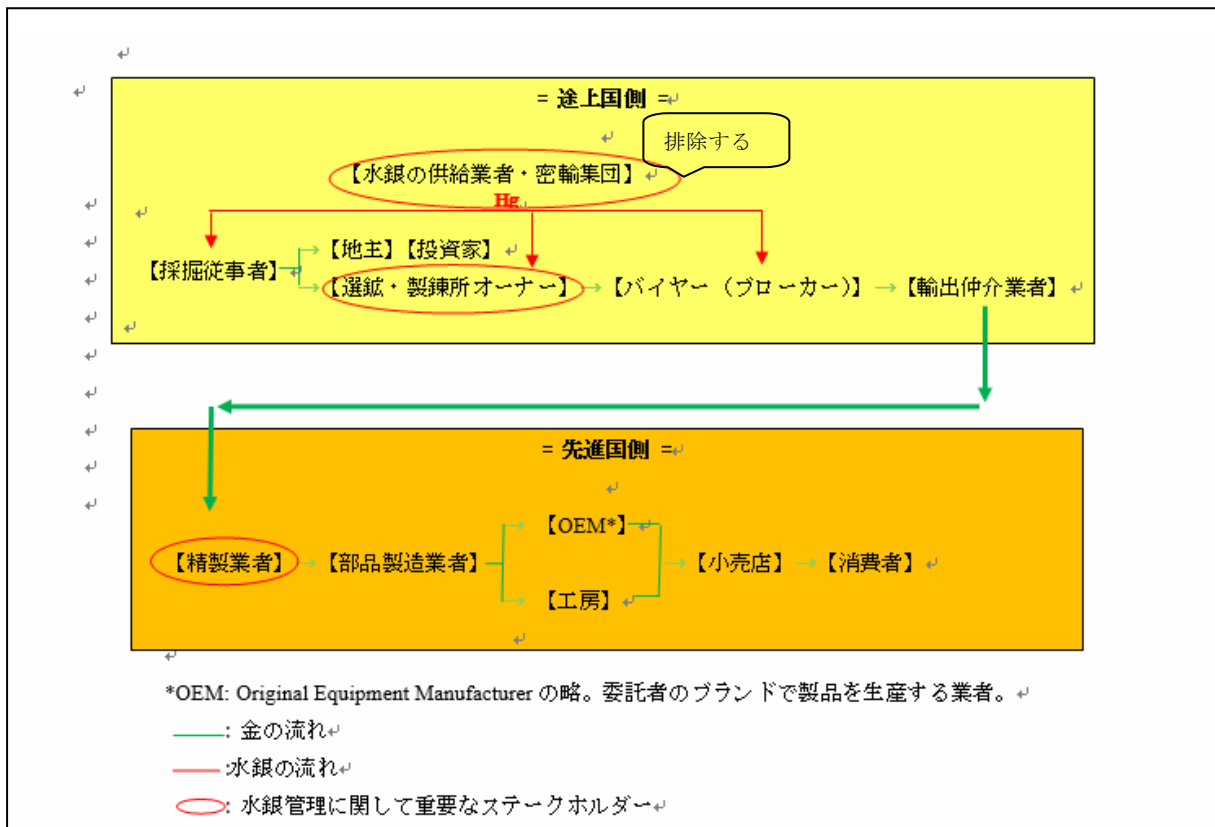 = 途上国側 =
排除する
【水銀の供給業者・密輸集団】
Hg
【地主】【投資家】
【採掘従事者】
【選鉱・製錬所オーナー】 → 【バイヤー（ブローカー）】 → 【輸出仲介業者】
= 先進国側 =
【OEM*】
【精製業者】 → 【部品製造業者】 → 【小売店】 → 【消費者】
【工房】
*OEM: Original Equipment Manufacturer の略。委託者のブランドで製品を生産する業者。
: 金の流れ
:水銀の流れ
: 水銀管理に関して重要なステークホルダー